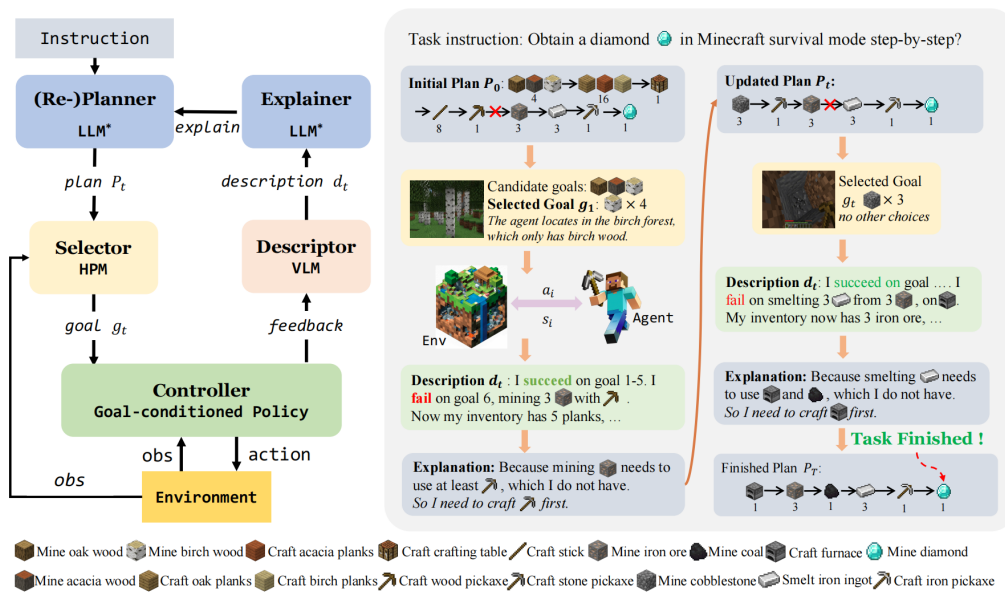 Instruction
(Re-)Planner
LLM*
Explainer
LLM*
explain
plan Pt
description dt
Selector
HPM
Descriptor
VLM
goal gt
feedback
Controller
Goal-conditioned Policy
obs
action
obs
Environment
Task instruction: Obtain a diamond in Minecraft survival mode step-by-step?
Initial Plan P0:
4
16
1
8
1
3
3
1
1
Candidate goals:
Selected Goal g1: × 4
The agent locates in the birch forest,
which only has birch wood.
ai
si
Env
Agent
Description dt : I succeed on goal 1-5. I
fail on goal 6, mining 3 with .
Now my inventory has 5 planks, …
Explanation: Because mining needs to
use at least , which I do not have.
So I need to craft first.
Updated Plan Pt:
3
1
3
3
1
1
Selected Goal
gt × 3
no other choices
Description dt: I succeed on goal …. I
fail on smelting 3 from 3 , on .
My inventory now has 3 iron ore, …
Explanation: Because smelting needs
to use and , which I do not have.
So I need to craft first.
Task Finished !
Finished Plan PT:
1
3
1
3
1
1
Mine oak wood
Mine birch wood
Craft acacia planks
Craft crafting table
Craft stick
Mine iron ore
Mine coal
Craft furnace
Mine diamond
Mine acacia wood
Craft oak planks
Craft birch planks
Craft wood pickaxe
Craft stone pickaxe
Mine cobblestone
Smelt iron ingot
Craft iron pickaxe